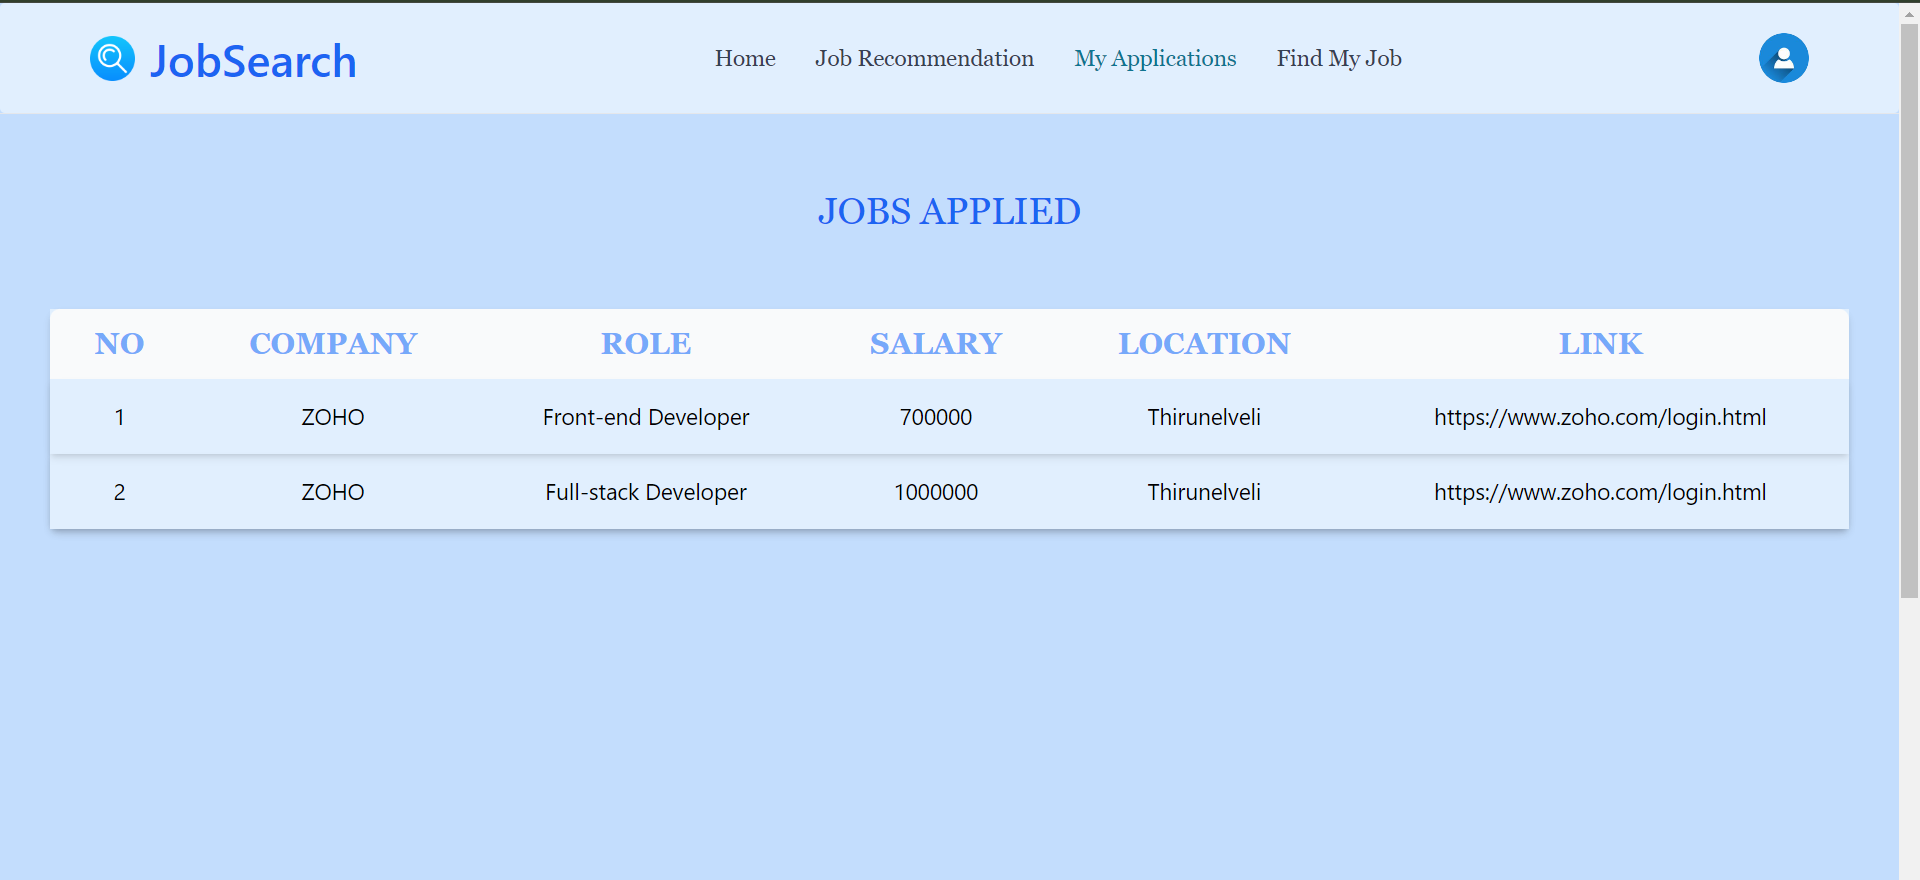 JobSearch Home Job Recommendation My Applications Find My Job
JOBS APPLIED
NO COMPANY ROLE SALARY LOCATION LINK
1 ZOHO Front-end Developer 700000 Thirunelveli https://www.zoho.com/login.html
2 ZOHO Full-stack Developer 1000000 Thirunelveli https://www.zoho.com/login.html